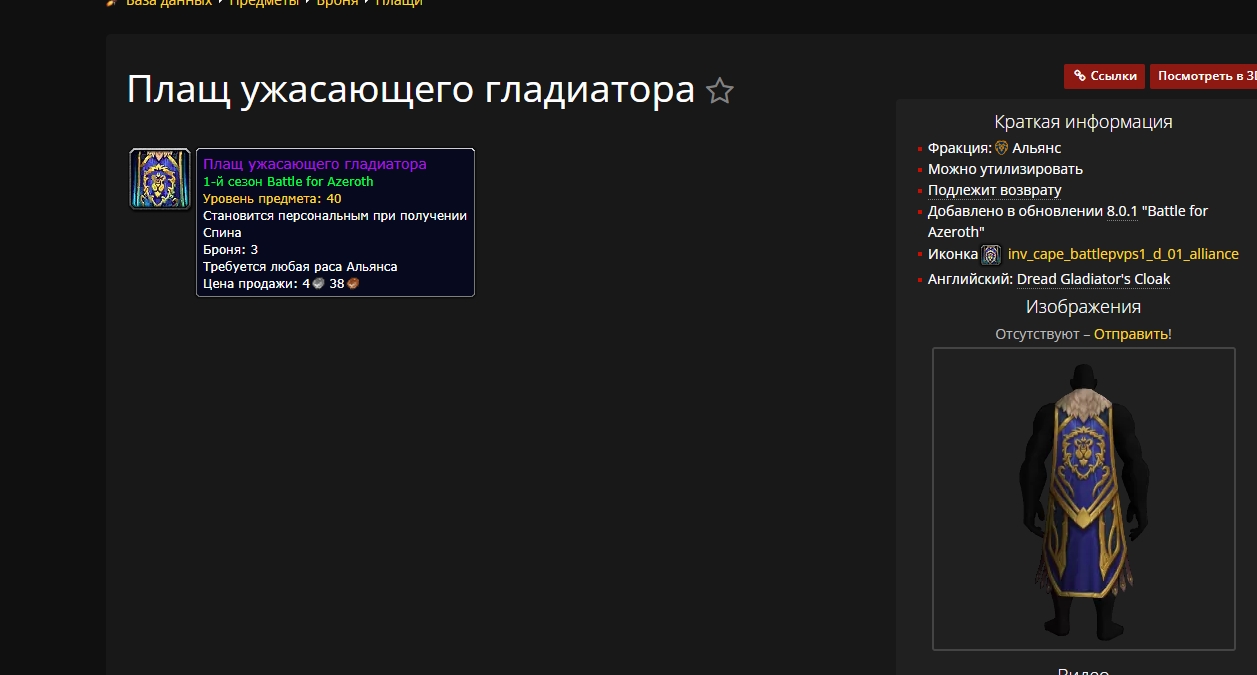 База данных Предметы Броня Плащи
Плащ ужасающего гладиатора
Ссылки
Посмотреть в 3D
Плащ ужасающего гладиатора
1-й сезон Battle for Azeroth
Уровень предмета: 40
Становится персональным при получении
Спина
Броня: 3
Требуется любая раса Альянса
Цена продажи: 4 38
Краткая информация
Фракция: Альянс
Можно утилизировать
Подлежит возврату
Добавлено в обновлении 8.0.1 "Battle for
Azeroth"
Иконка inv_cape_battlepvps1_d_01_alliance
Английский: Dread Gladiator's Cloak
Изображения
Отсутствуют – Отправить!
Видео